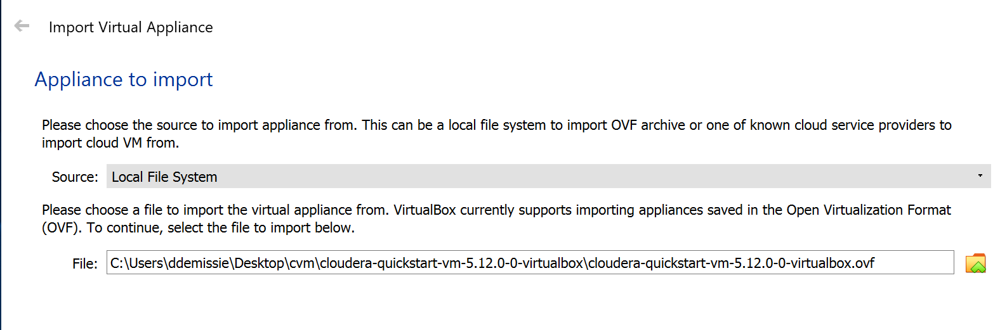 Import Virtual Appliance
Appliance to import
Please choose the source to import appliance from. This can be a local file system to import OVF archive or one of known cloud service providers to
import cloud VM from.
Source: Local File System
Please choose a file to import the virtual appliance from. VirtualBox currently supports importing appliances saved in the Open Virtualization Format
(OVF). To continue, select the file to import below.
File: C:\Users\ddemissie\Desktop\cvm\cloudera-quickstart-vm-5.12.0-0-virtualbox\cloudera-quickstart-vm-5.12.0-0-virtualbox.ovf